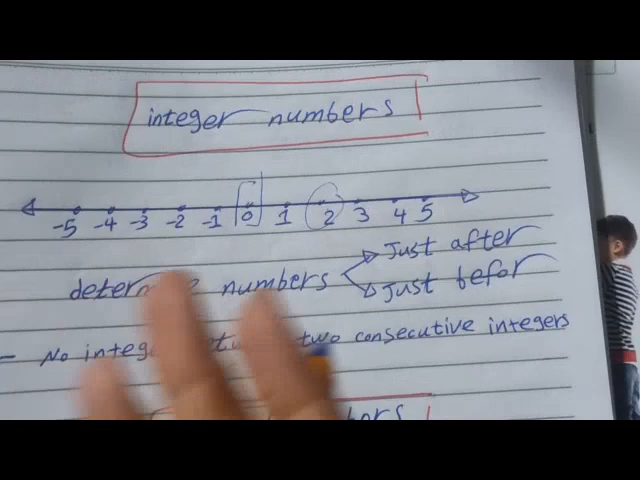 integer numbers
-5 -4 -3 -2 -1 0 1 2 3 4 5
Just after
numbers
Just befor
- No two consecutive integers